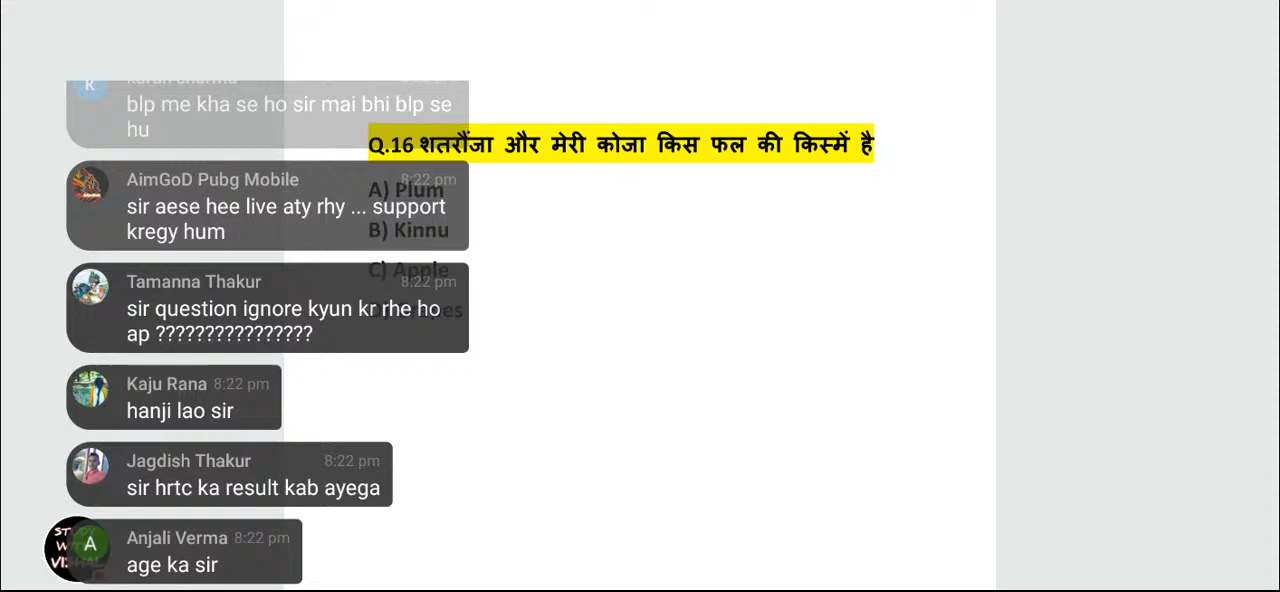 blp me kha se ho sir mai bhi blp se
hu
Q.16 शतरौंजा और मेरी कोजा किस फल की किस्में है
AimGoD Pubg Mobile 8:22 pm
sir aese hee live aty rhy ... support
kregy hum
A) Plum
B) Kinnu
C) Apple
Tamanna Thakur 8:22 pm
sir question ignore kyun kr rhe ho
ap ????????????????
Kaju Rana 8:22 pm
hanji lao sir
Jagdish Thakur 8:22 pm
sir hrtc ka result kab ayega
Anjali Verma 8:22 pm
age ka sir